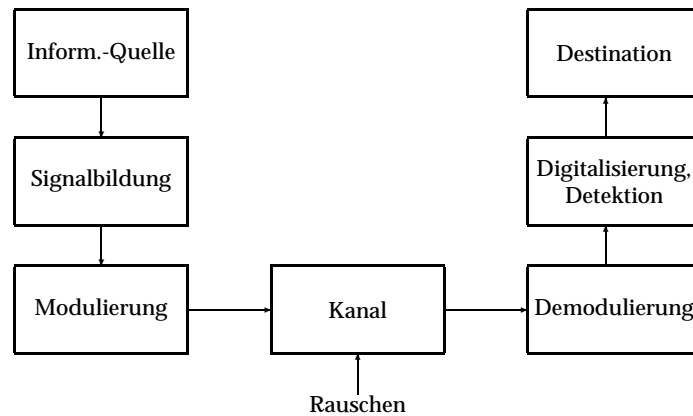 Inform.-Quelle
Destination
Signalbildung
Digitalisierung,
Detektion
Modulierung
Kanal
Demodulierung
Rauschen